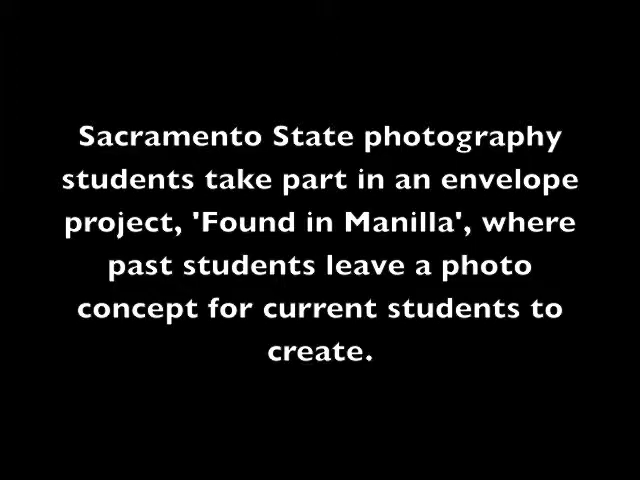 Sacramento State photography
students take part in an envelope
project, 'Found in Manilla', where
past students leave a photo
concept for current students to
create.